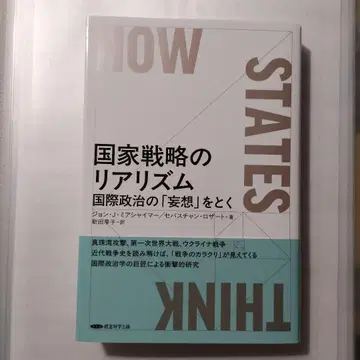 HOW
STATES
THINK
国家戦略の
リアリズム
国際政治の「妄想」をとく
ジョン・J・ミアシャイマー／セバスチャン・ロザート・著
新田享子・訳
真珠湾攻撃、第一次世界大戦、ウクライナ戦争
近代戦争史を読み解けば、「戦争のカラクリ」が見えてくる
国際政治学の巨匠による衝撃的研究